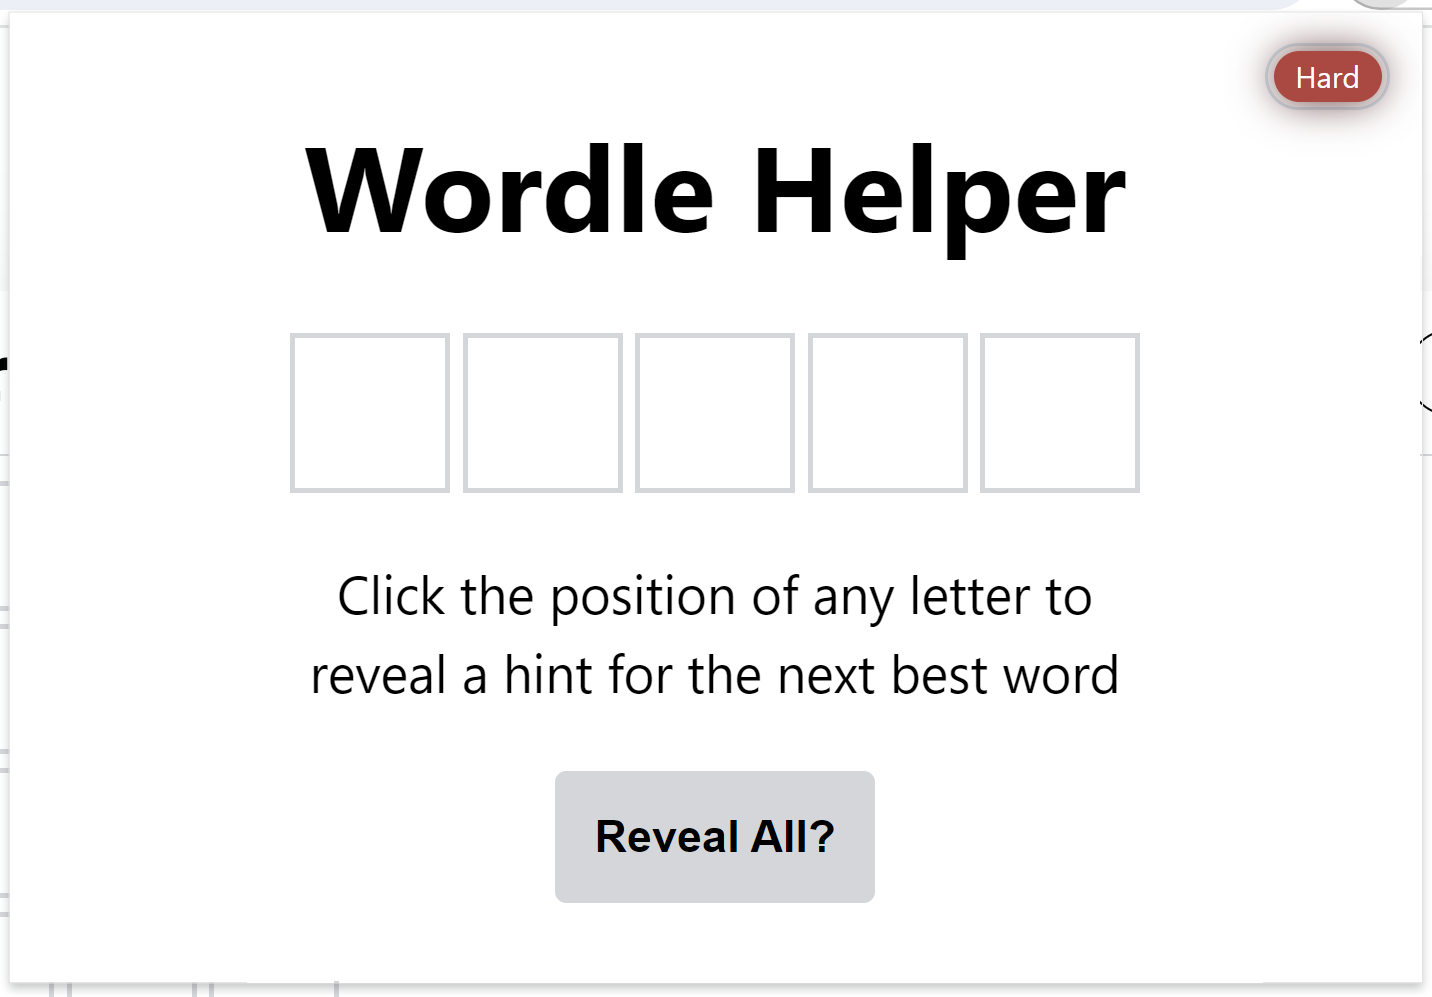 Hard
Wordle Helper
Click the position of any letter to
reveal a hint for the next best word
Reveal All?